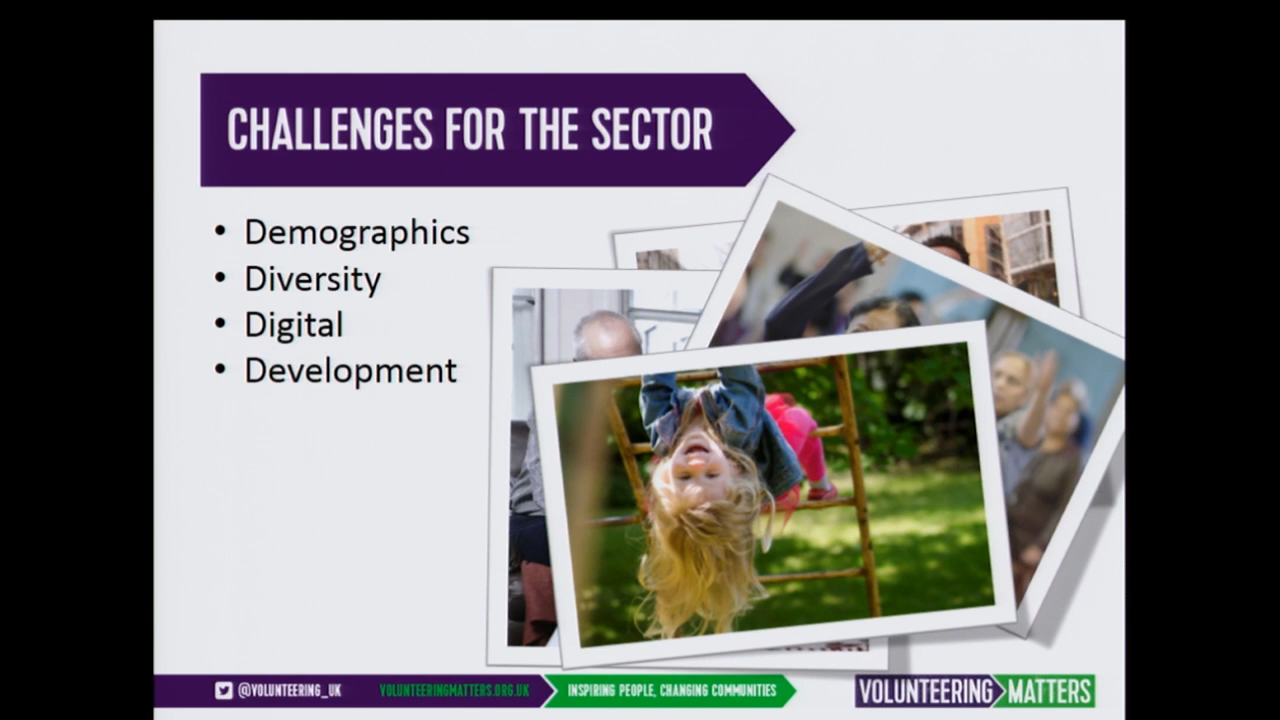 CHALLENGES FOR THE SECTOR
• Demographics
• Diversity
• Digital
• Development
@VOLUNTEERING_UK
VOLUNTEERINGMATTERS.ORG.UK
INSPIRING PEOPLE, CHANGING COMMUNITIES
VOLUNTEERING MATTERS